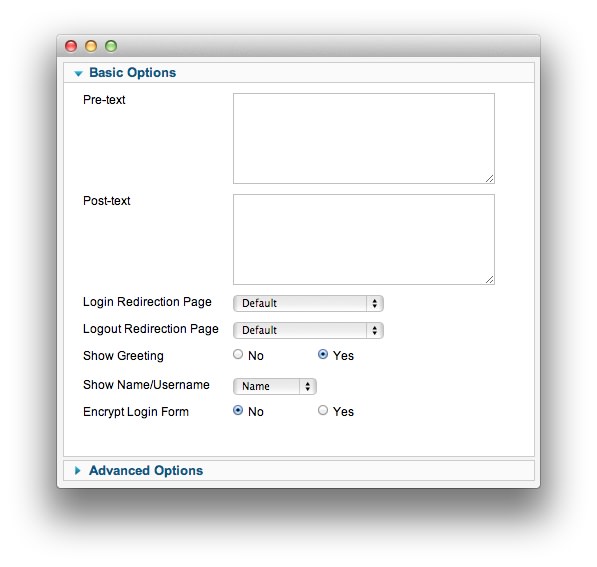 Basic Options
Pre-text
Post-text
Login Redirection Page Default
Logout Redirection Page Default
Show Greeting No Yes
Show Name/Username Name
Encrypt Login Form No Yes
Advanced Options